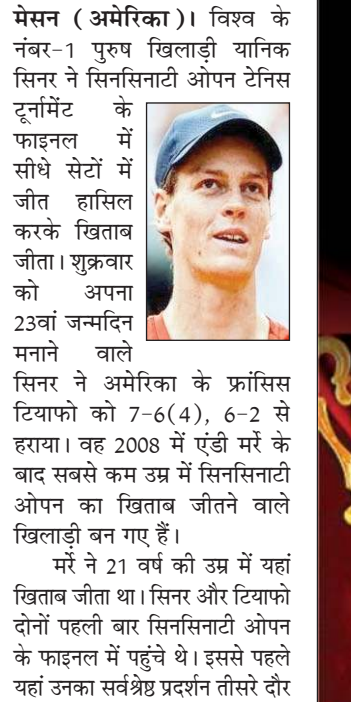 मेसन ( अमेरिका )। विश्व के
नंबर-1 पुरुष खिलाड़ी यानिक
सिनर ने सिनसिनाटी ओपन टेनिस
टूर्नामेंट के
फाइनल में
सीधे सेटों में
जीत हासिल
करके खिताब
जीता। शुक्रवार
को अपना
23वां जन्मदिन
मनाने वाले
सिनर ने अमेरिका के फ्रांसिस
टियाफो को 7-6(4), 6-2 से
हराया। वह 2008 में एंडी मर्रे के
बाद सबसे कम उम्र में सिनसिनाटी
ओपन का खिताब जीतने वाले
खिलाड़ी बन गए हैं।
मर्रे ने 21 वर्ष की उम्र में यहां
खिताब जीता था। सिनर और टियाफो
दोनों पहली बार सिनसिनाटी ओपन
के फाइनल में पहुंचे थे। इससे पहले
यहां उनका सर्वश्रेष्ठ प्रदर्शन तीसरे दौर